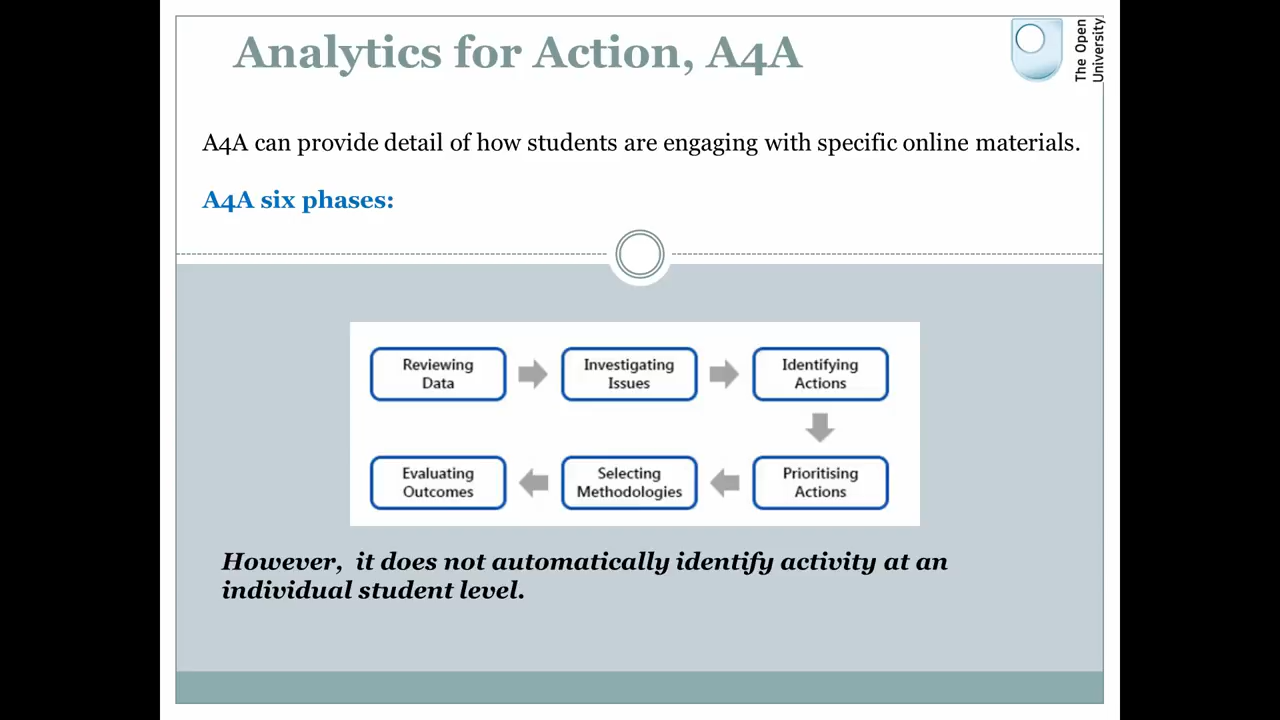 Analytics for Action, A4A
The Open
University
A4A can provide detail of how students are engaging with specific online materials.
A4A six phases:
Reviewing
Data
Investigating
Issues
Identifying
Actions
Evaluating
Outcomes
Selecting
Methodologies
Prioritising
Actions
However,  it does not automatically identify activity at an
individual student level.